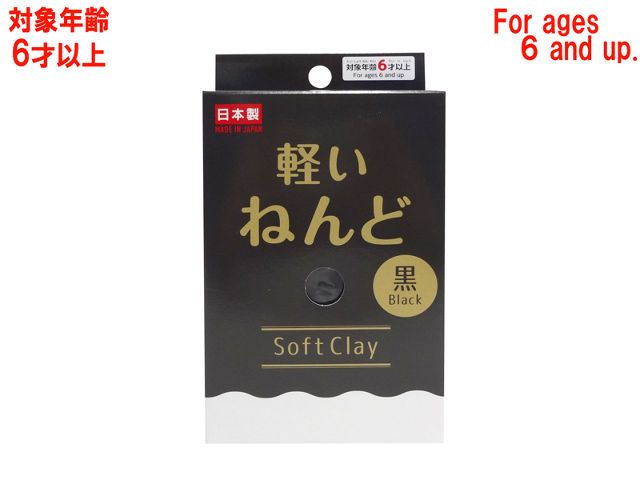 対象年齢
6才以上
For ages
6 and up.
対象年齢6才以上
For ages 6 and up
日本製
MADE IN JAPAN
軽い
ねんど
黒
Black
Soft Clay